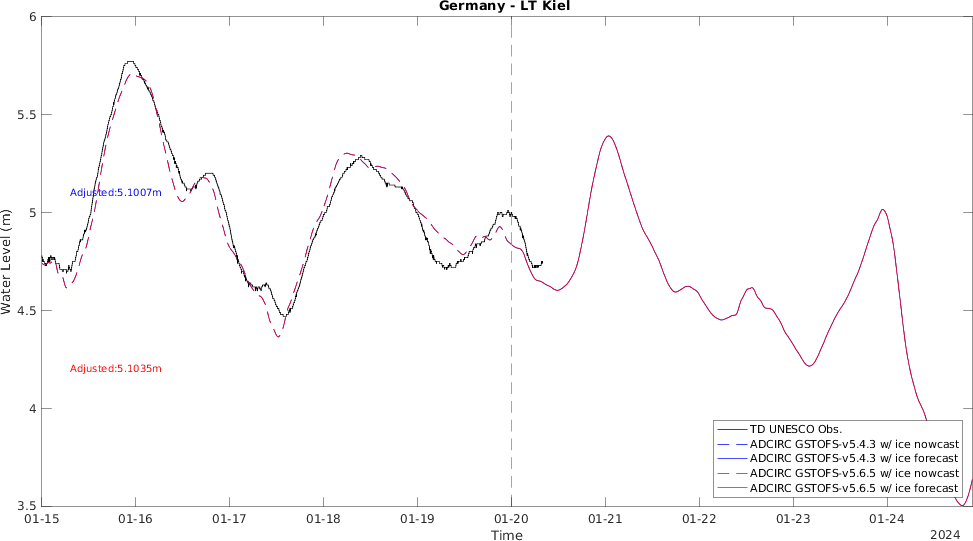 Germany - LT Kiel
6
5.5
5
4.5
4
3.5
Water Level (m)
Adjusted:5.1007m
Adjusted:5.1035m
TD UNESCO Obs.
ADCIRC GSTOFS-v5.4.3 w/ ice nowcast
ADCIRC GSTOFS-v5.4.3 w/ ice forecast
ADCIRC GSTOFS-v5.6.5 w/ ice nowcast
ADCIRC GSTOFS-v5.6.5 w/ ice forecast
01-15 01-16 01-17 01-18 01-19 01-20 01-21 01-22 01-23 01-24
Time
2024